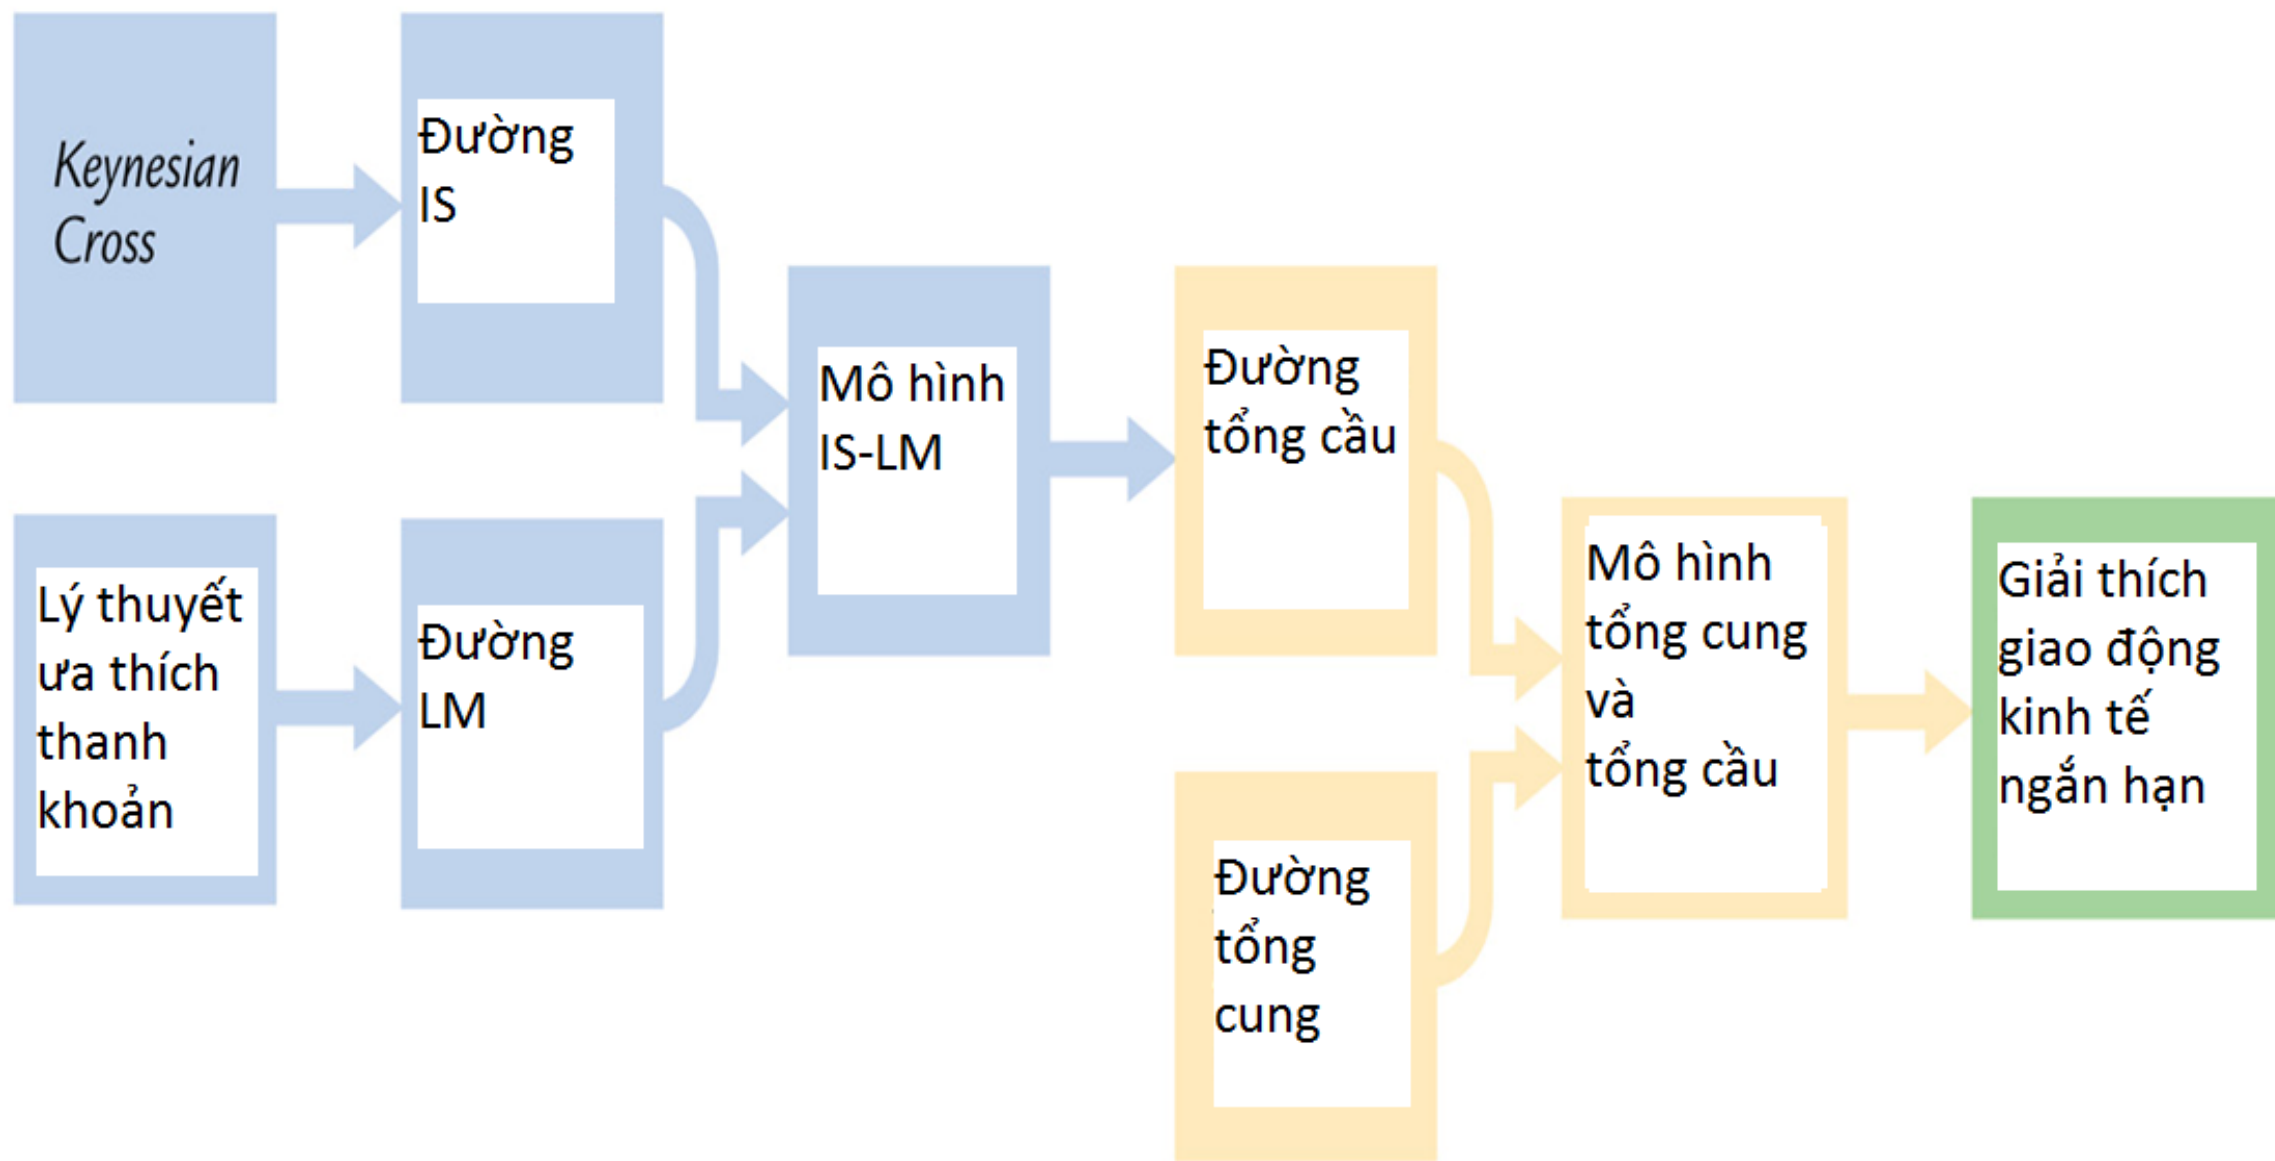 Keynesian
Cross
Đường
IS
Lý thuyết
ưa thích
thanh
khoản
Đường
LM
Mô hình
IS-LM
Đường
tổng cầu
Đường
tổng
cung
Mô hình
tổng cung
và
tổng cầu
Giải thích
giao động
kinh tế
ngắn hạn